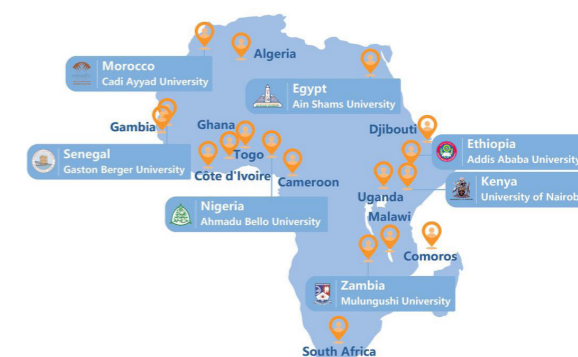 Algeria
Morocco
Cadi Ayyad University
Egypt
Ain Shams University
Gambia
Ghana
Togo
Djibouti
Ethiopia
Addis Ababa University
Senegal
Gaston Berger University
Côte d'Ivoire
Cameroon
Kenya
University of Nairob
Uganda
Nigeria
Ahmadu Bello University
Malawi
Comoros
Zambia
Mulungushi University
South Africa